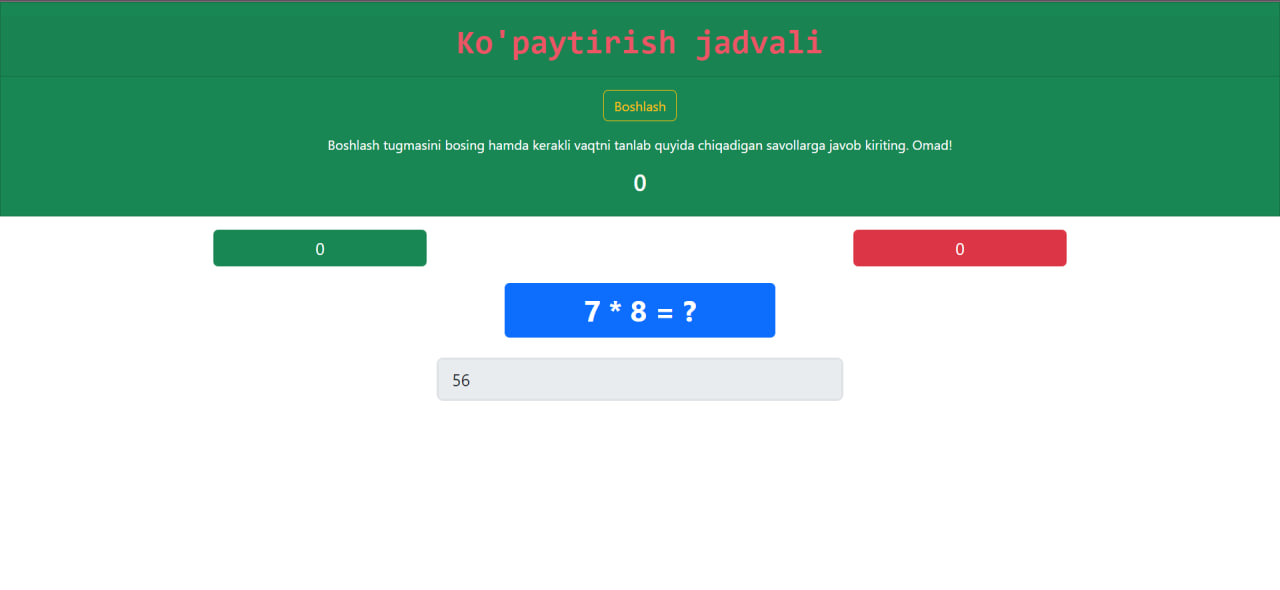 Ko'paytirish jadvali
Boshlash
Boshlash tugmasini bosing hamda kerakli vaqtni tanlab quyida chiqadigan savollarga javob kiriting. Omad!
0
0
0
7 * 8 = ?
56